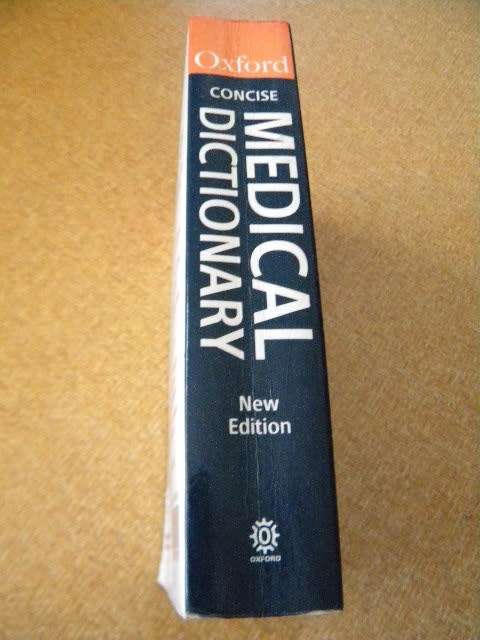 Oxford
CONCISE
MEDICAL
DICTIONARY
New
Edition
OXFORD